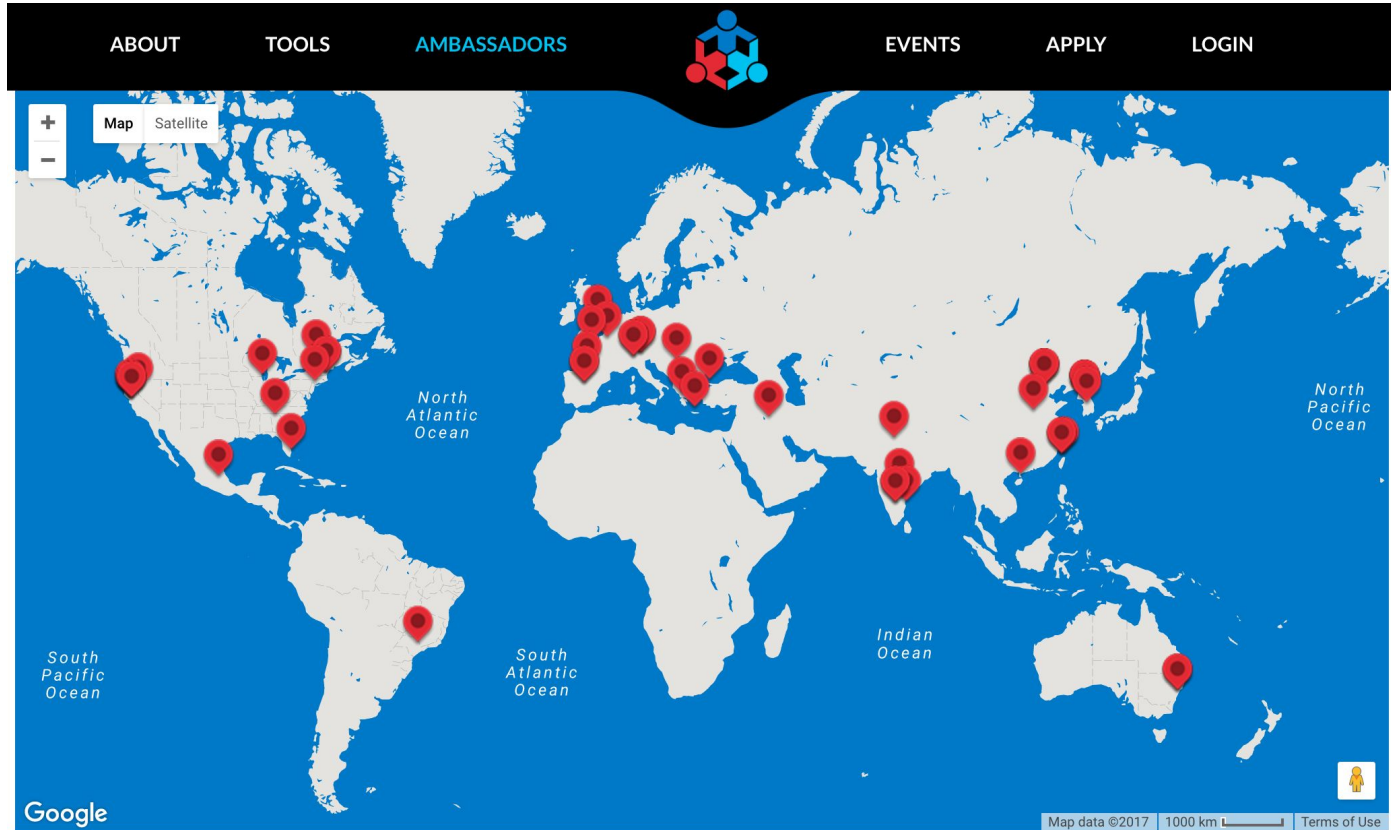 ABOUT TOOLS AMBASSADORS EVENTS APPLY LOGIN
+
Map Satellite
−
North
Atlantic
Ocean
North
Pacific
Ocean
South
Pacific
Ocean
South
Atlantic
Ocean
Indian
Ocean
Google
Map data ©2017 1000 km Terms of Use